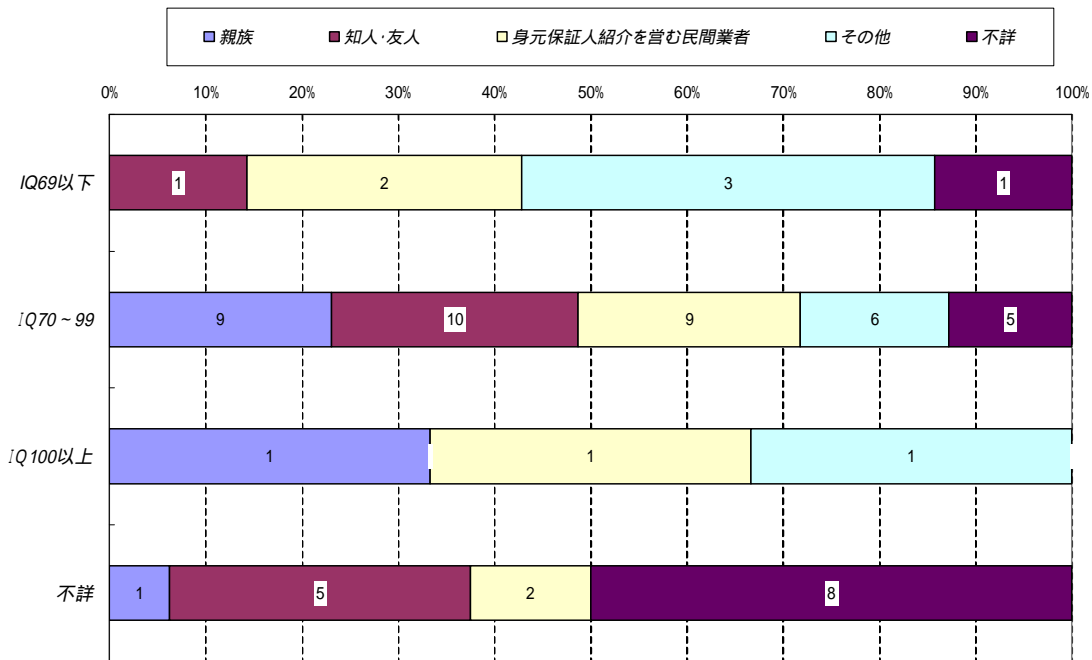 親族 知人・友人 身元保証人紹介を営む民間業者 その他 不詳
0% 10% 20% 30% 40% 50% 60% 70% 80% 90% 100%
IQ69以下 1 2 3 1
IQ70～99 9 10 9 6 5
IQ100以上 1 1 1
不詳 1 5 2 8